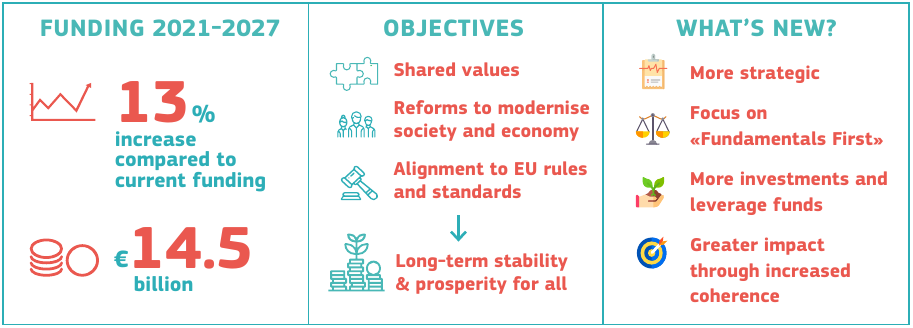 FUNDING 2021–2027
13 %
increase
compared to
current funding
€14.5
billion
OBJECTIVES
Shared values
Reforms to modernise
society and economy
Alignment to EU rules
and standards
Long-term stability
& prosperity for all
WHAT'S NEW?
More strategic
Focus on
«Fundamentals First»
More investments and
leverage funds
Greater impact
through increased
coherence